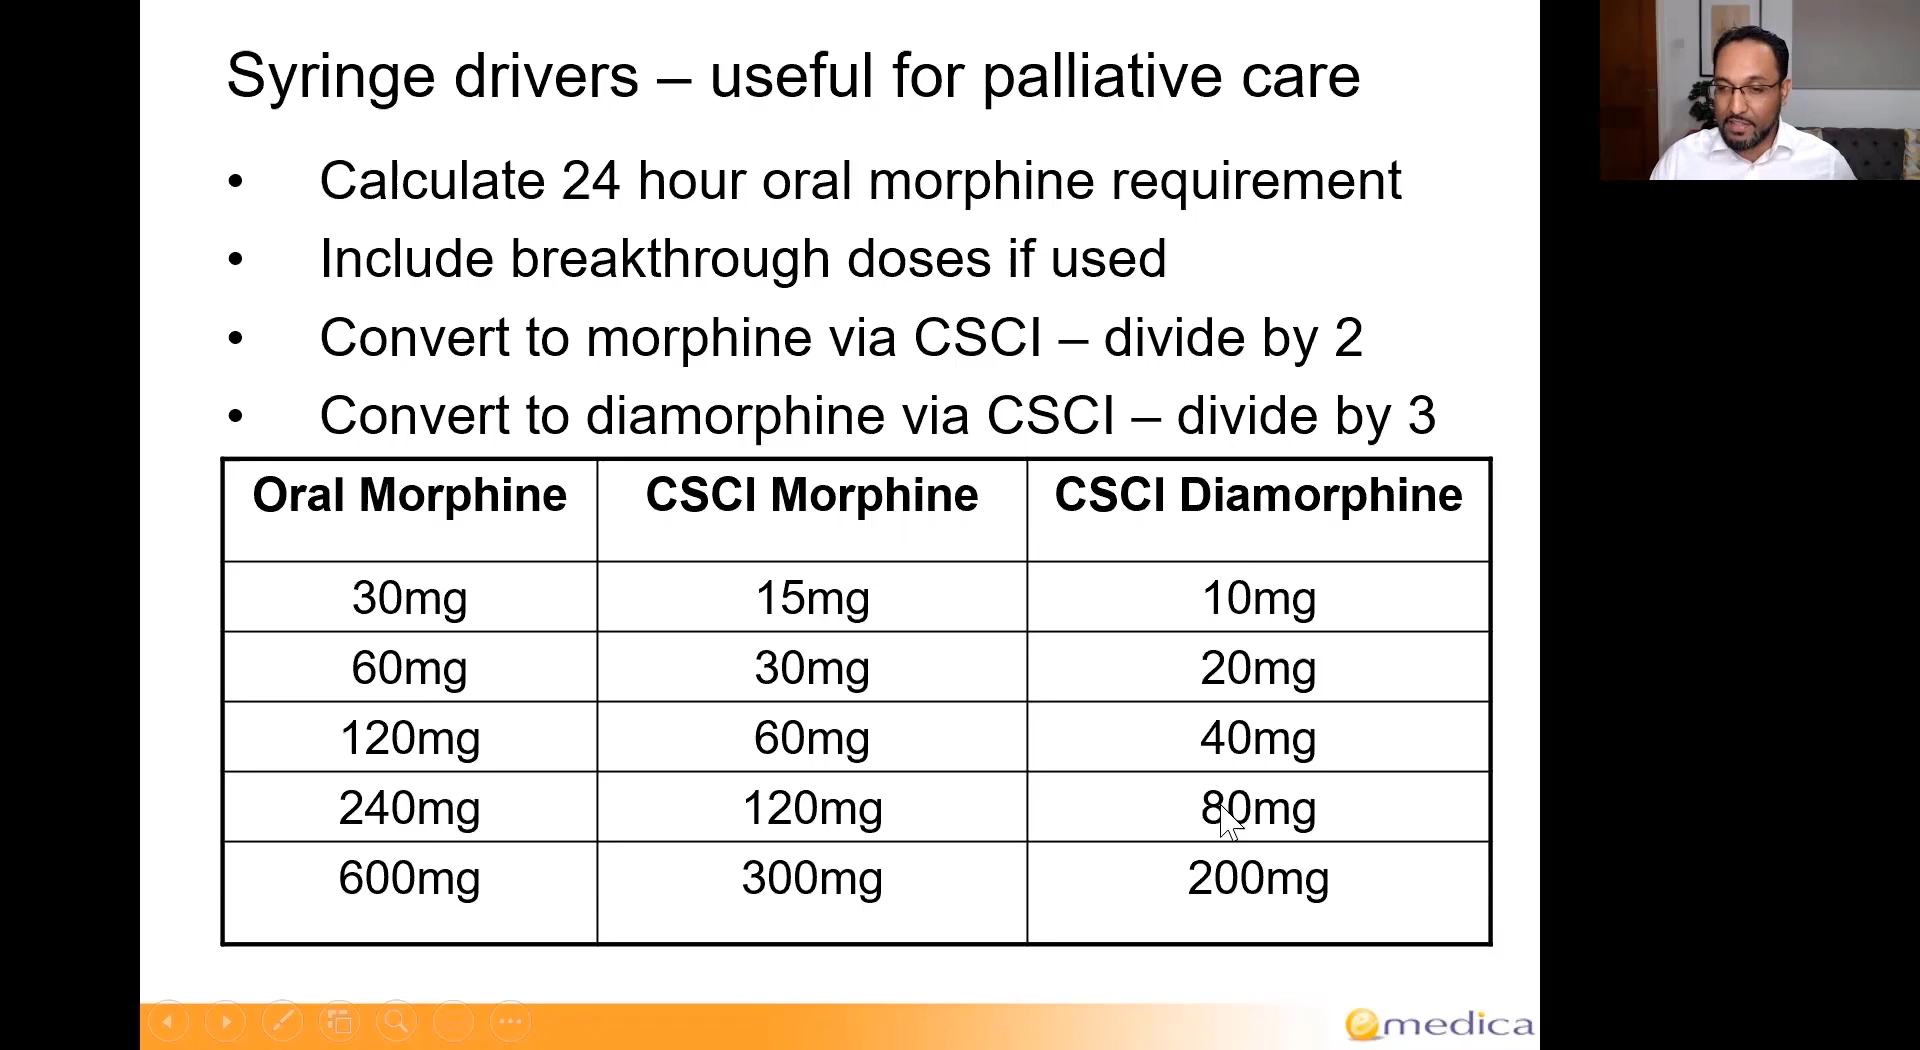 Syringe drivers – useful for palliative care
• Calculate 24 hour oral morphine requirement
• Include breakthrough doses if used
• Convert to morphine via CSCI – divide by 2
• Convert to diamorphine via CSCI – divide by 3
Oral Morphine CSCI Morphine CSCI Diamorphine
30mg 15mg 10mg
60mg 30mg 20mg
120mg 60mg 40mg
240mg 120mg 80mg
600mg 300mg 200mg
emedica